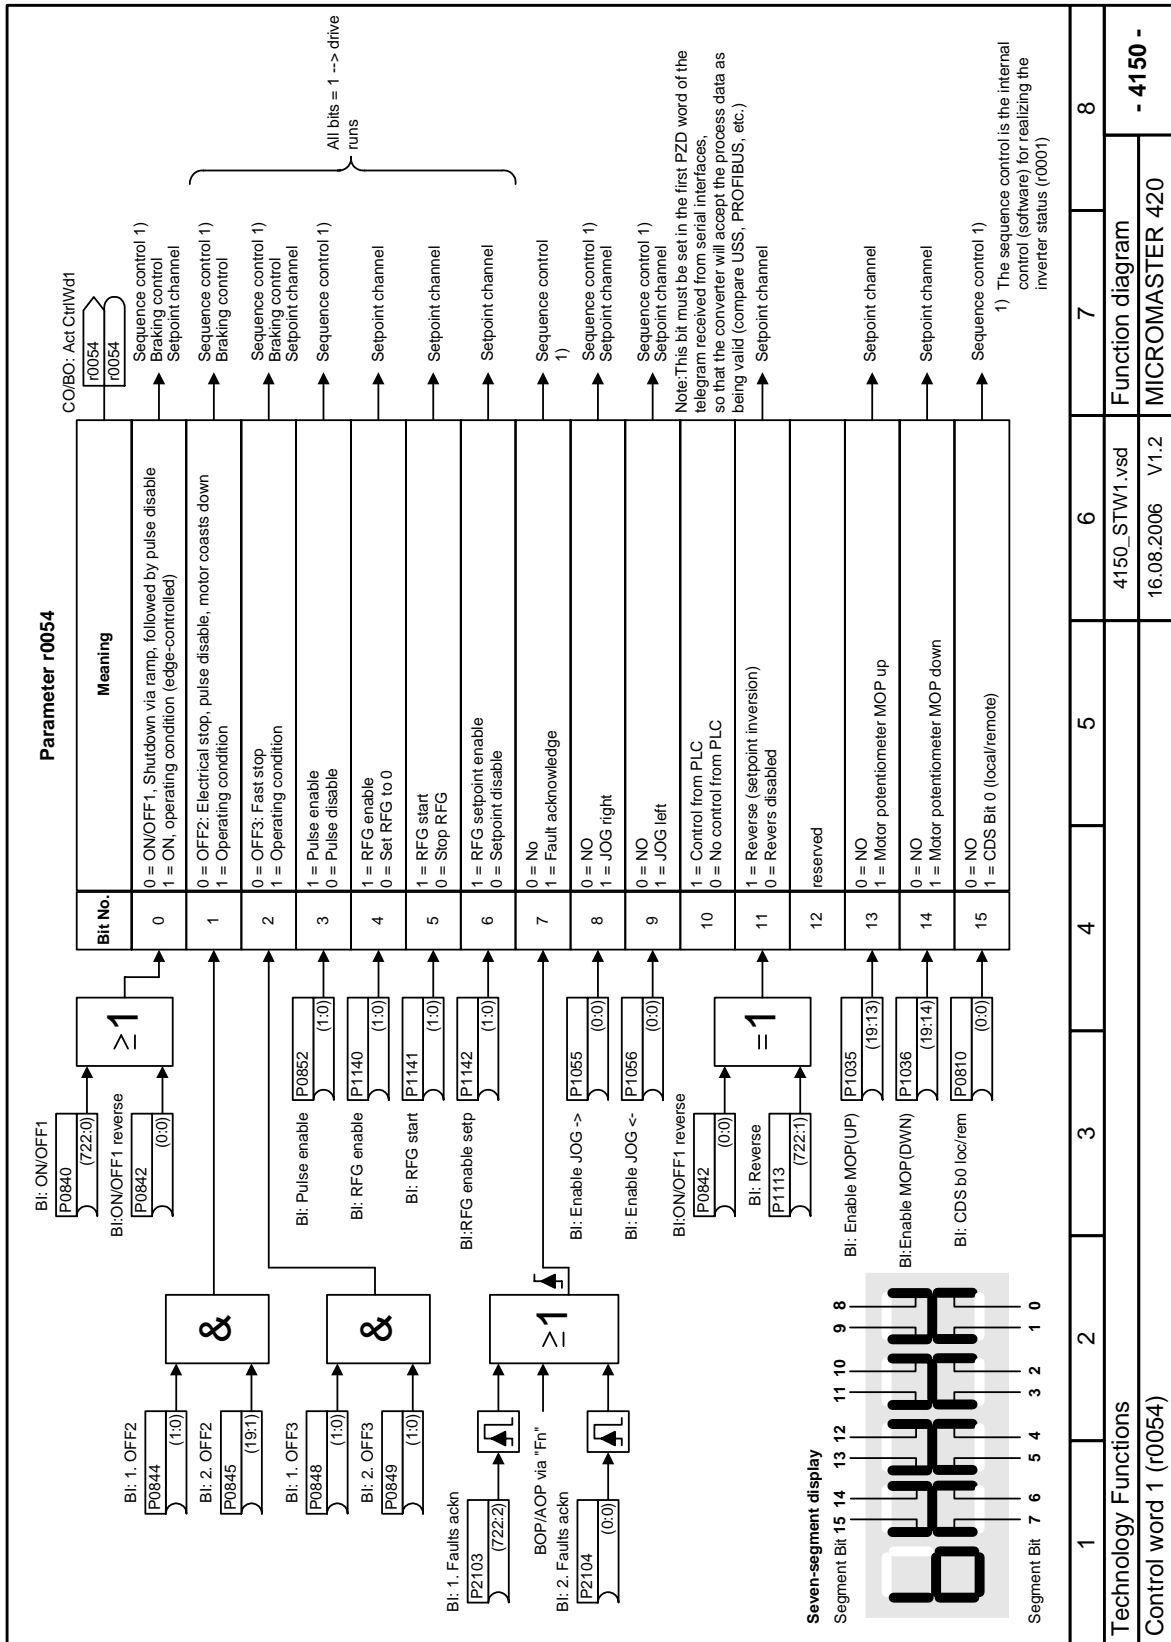 Parameter r0054
CO/BO: Act CtrlWd1
r0054
r0054
Bit No.
Meaning
BI: ON/OFF1
P0840
(722:0)
BI:ON/OFF1 reverse
P0842
(0:0)
≥1
0
0 = ON/OFF1, Shutdown via ramp, followed by pulse disable
1 = ON, operating condition (edge-controlled)
Sequence control 1)
Braking control
Setpoint channel
BI: 1. OFF2
P0844
(1:0)
BI: 2. OFF2
P0845
(19:1)
&
1
0 = OFF2: Electrical stop, pulse disable, motor coasts down
1 = Operating condition
Sequence control 1)
Braking control
BI: 1. OFF3
P0848
(1:0)
BI: 2. OFF3
P0849
(1:0)
&
2
0 = OFF3: Fast stop
1 = Operating condition
Sequence control 1)
Braking control
Setpoint channel
BI: Pulse enable
P0852
(1:0)
3
1 = Pulse enable
0 = Pulse disable
Sequence control 1)
All bits = 1 --> drive
runs
BI: RFG enable
P1140
(1:0)
4
1 = RFG enable
0 = Set RFG to 0
Setpoint channel
BI: RFG start
P1141
(1:0)
5
1 = RFG start
0 = Stop RFG
Setpoint channel
BI:RFG enable setp
P1142
(1:0)
6
1 = RFG setpoint enable
0 = Setpoint disable
Setpoint channel
BI: 1. Faults ackn
P2103
(722:2)
BOP/AOP via "Fn"
BI: 2. Faults ackn
P2104
(0:0)
≥1
7
0 = No
1 = Fault acknowledge
Sequence control
1)
BI: Enable JOG ->
P1055
(0:0)
8
0 = NO
1 = JOG right
Sequence control 1)
Setpoint channel
BI: Enable JOG <-
P1056
(0:0)
9
0 = NO
1 = JOG left
Sequence control 1)
Setpoint channel
10
1 = Control from PLC
0 = No control from PLC
Note:This bit must be set in the first PZD word of the
telegram received from serial interfaces,
so that the converter will accept the process data as
being valid (compare USS, PROFIBUS, etc.)
BI:ON/OFF1 reverse
P0842
(0:0)
BI: Reverse
P1113
(722:1)
=1
11
1 = Reverse (setpoint inversion)
0 = Revers disabled
Setpoint channel
12
reserved
BI: Enable MOP(UP)
P1035
(19:13)
13
0 = NO
1 = Motor potentiometer MOP up
Setpoint channel
BI:Enable MOP(DWN)
P1036
(19:14)
14
0 = NO
1 = Motor potentiometer MOP down
Setpoint channel
BI: CDS b0 loc/rem
P0810
(0:0)
15
0 = NO
1 = CDS Bit 0 (local/remote)
Sequence control 1)
1) The sequence control is the internal
control (software) for realizing the
inverter status (r0001)
Seven-segment display
Segment Bit 15 14 13 12 11 10 9 8
Segment Bit 7 6 5 4 3 2 1 0
1 2 3 4 5 6 7 8
Technology Functions
4150_STW1.vsd
Function diagram
- 4150 -
Control word 1 (r0054)
16.08.2006 V1.2
MICROMASTER 420